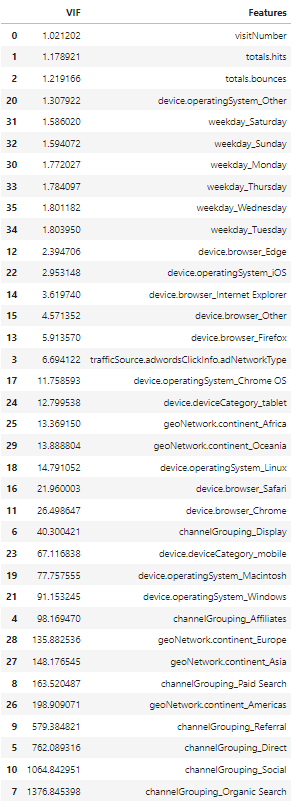 VIF Features
0 1.021202 visitNumber
1 1.178921 totals.hits
2 1.219166 totals.bounces
20 1.307922 device.operatingSystem_Other
31 1.586020 weekday_Saturday
32 1.594072 weekday_Sunday
30 1.772027 weekday_Monday
33 1.784097 weekday_Thursday
35 1.801182 weekday_Wednesday
34 1.803950 weekday_Tuesday
12 2.394706 device.browser_Edge
22 2.953148 device.operatingSystem_iOS
14 3.619740 device.browser_Internet Explorer
15 4.571352 device.browser_Other
13 5.913570 device.browser_Firefox
3 6.694122 trafficSource.adwordsClickInfo.adNetworkType
17 11.758593 device.operatingSystem_Chrome OS
24 12.799538 device.deviceCategory_tablet
25 13.369150 geoNetwork.continent_Africa
29 13.888804 geoNetwork.continent_Oceania
18 14.791052 device.operatingSystem_Linux
16 21.960003 device.browser_Safari
11 26.498647 device.browser_Chrome
6 40.300421 channelGrouping_Display
23 67.116838 device.deviceCategory_mobile
19 77.757555 device.operatingSystem_Macintosh
21 91.153245 device.operatingSystem_Windows
4 98.169470 channelGrouping_Affiliates
28 135.882536 geoNetwork.continent_Europe
27 148.176545 geoNetwork.continent_Asia
8 163.520487 channelGrouping_Paid Search
26 198.909071 geoNetwork.continent_Americas
9 579.384821 channelGrouping_Referral
5 762.089316 channelGrouping_Direct
10 1064.842951 channelGrouping_Social
7 1376.845398 channelGrouping_Organic Search